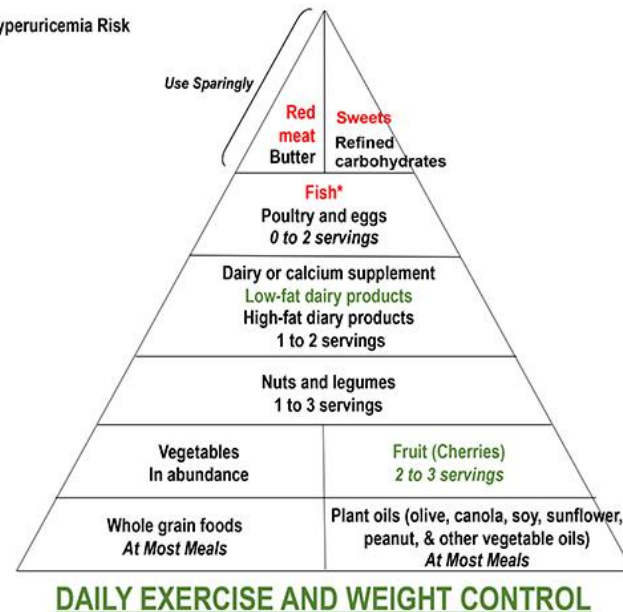 yperuricemia Risk
Use Sparingly
Red
meat
Butter
Sweets
Refined
carbohydrates
Fish*
Poultry and eggs
0 to 2 servings
Dairy or calcium supplement
Low-fat dairy products
High-fat diary products
1 to 2 servings
Nuts and legumes
1 to 3 servings
Vegetables
In abundance
Fruit (Cherries)
2 to 3 servings
Whole grain foods
At Most Meals
Plant oils (olive, canola, soy, sunflower,
peanut, & other vegetable oils)
At Most Meals
DAILY EXERCISE AND WEIGHT CONTROL